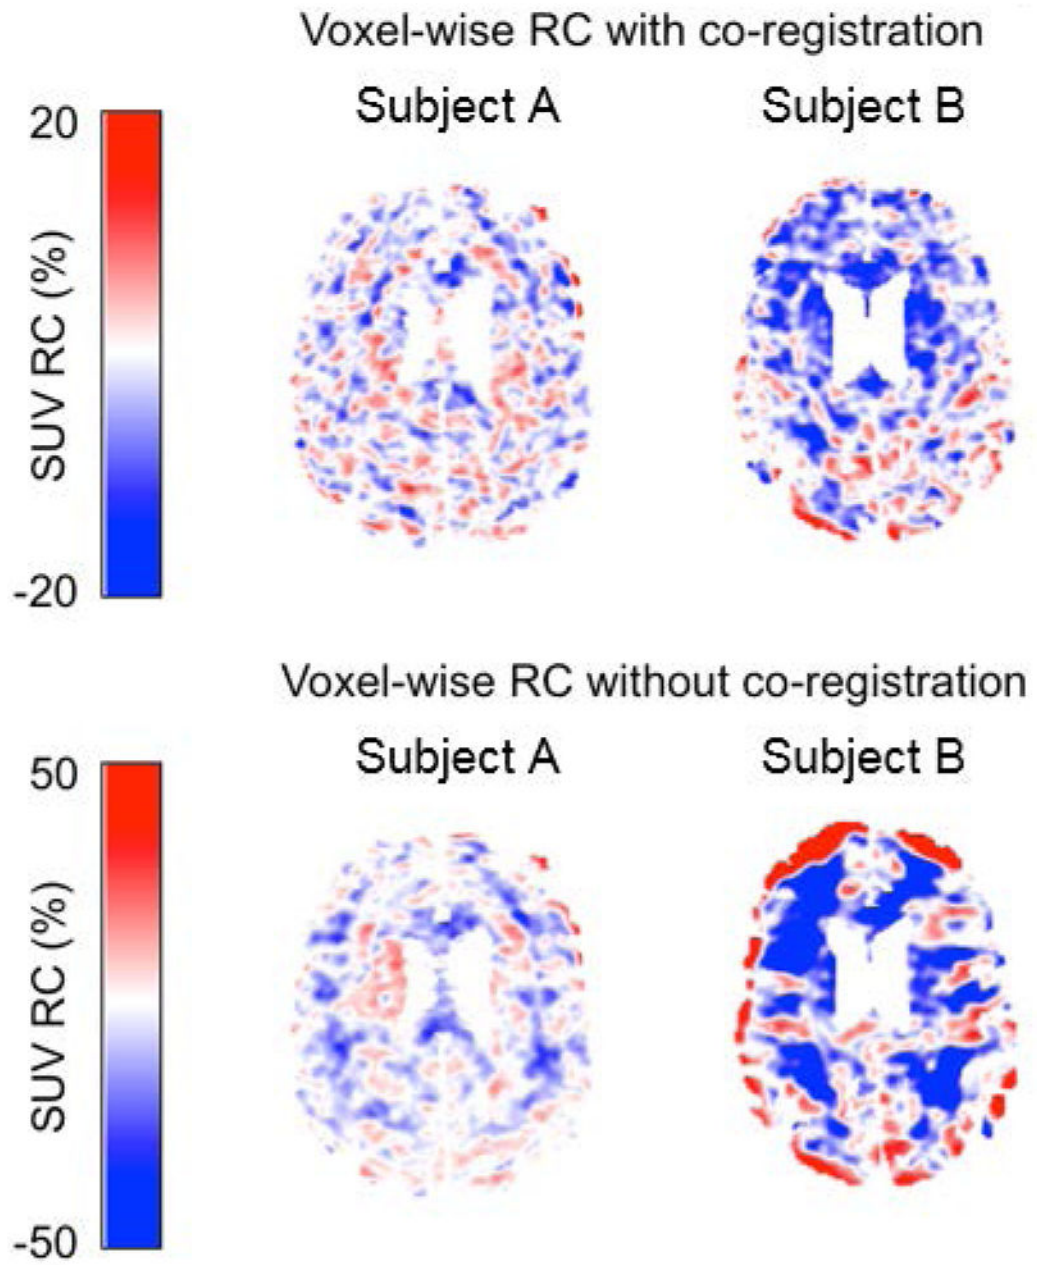 Voxel-wise RC with co-registration
Subject A
Subject B
20
SUV RC (%)
-20
Voxel-wise RC without co-registration
Subject A
Subject B
50
SUV RC (%)
-50